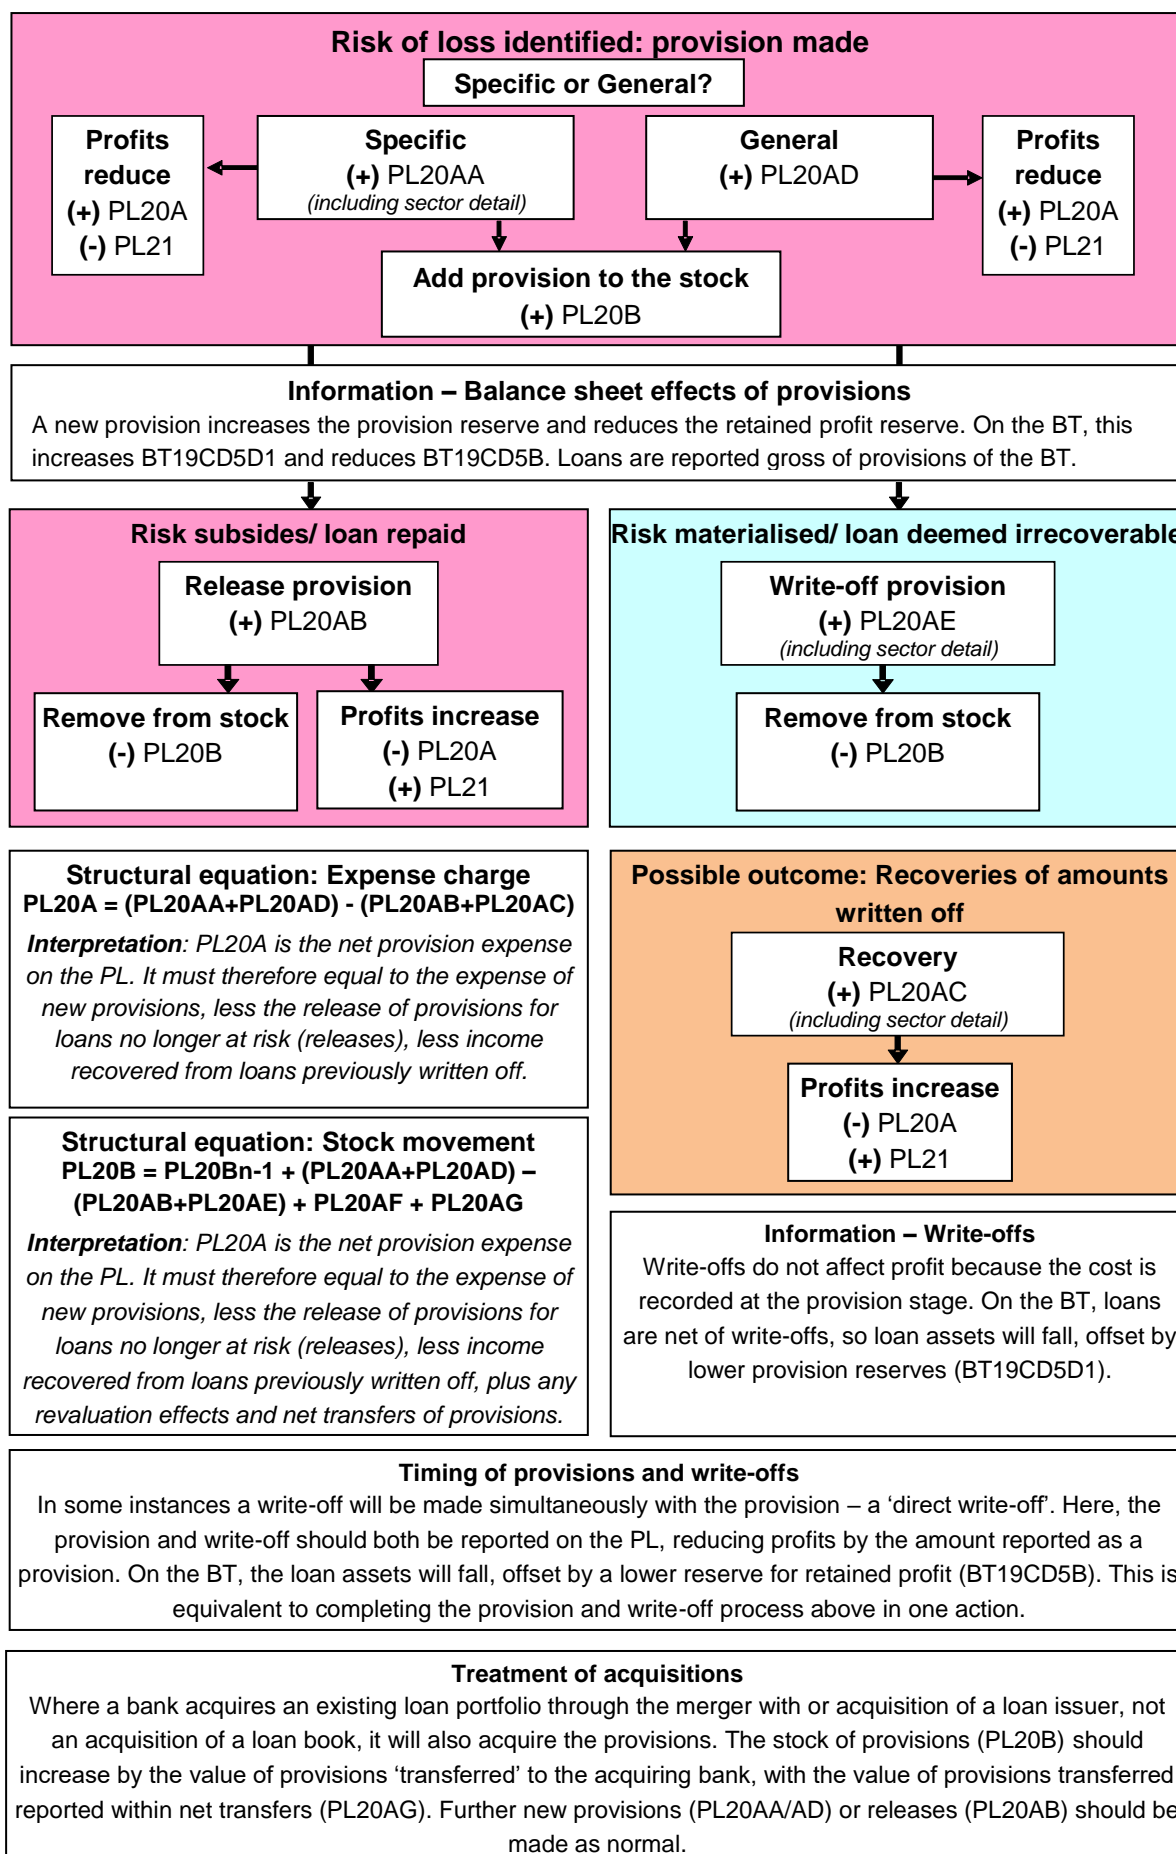 Risk of loss identified: provision made
Specific or General?
Profits
reduce
(+) PL20A
(-) PL21
Specific
(+) PL20AA
(including sector detail)
General
(+) PL20AD
Profits
reduce
(+) PL20A
(-) PL21
Add provision to the stock
(+) PL20B
Information – Balance sheet effects of provisions
A new provision increases the provision reserve and reduces the retained profit reserve. On the BT, this
increases BT19CD5D1 and reduces BT19CD5B. Loans are reported gross of provisions of the BT.
Risk subsides/ loan repaid
Release provision
(+) PL20AB
Remove from stock
(-) PL20B
Profits increase
(-) PL20A
(+) PL21
Risk materialised/ loan deemed irrecoverable
Write-off provision
(+) PL20AE
(including sector detail)
Remove from stock
(-) PL20B
Structural equation: Expense charge
PL20A = (PL20AA+PL20AD) - (PL20AB+PL20AC)
Interpretation: PL20A is the net provision expense
on the PL. It must therefore equal to the expense of
new provisions, less the release of provisions for
loans no longer at risk (releases), less income
recovered from loans previously written off.
Possible outcome: Recoveries of amounts
written off
Recovery
(+) PL20AC
(including sector detail)
Profits increase
(-) PL20A
(+) PL21
Structural equation: Stock movement
PL20B = PL20Bn-1 + (PL20AA+PL20AD) –
(PL20AB+PL20AE) + PL20AF + PL20AG
Interpretation: PL20A is the net provision expense
on the PL. It must therefore equal to the expense of
new provisions, less the release of provisions for
loans no longer at risk (releases), less income
recovered from loans previously written off, plus any
revaluation effects and net transfers of provisions.
Information – Write-offs
Write-offs do not affect profit because the cost is
recorded at the provision stage. On the BT, loans
are net of write-offs, so loan assets will fall, offset by
lower provision reserves (BT19CD5D1).
Timing of provisions and write-offs
In some instances a write-off will be made simultaneously with the provision – a ‘direct write-off’. Here, the
provision and write-off should both be reported on the PL, reducing profits by the amount reported as a
provision. On the BT, the loan assets will fall, offset by a lower reserve for retained profit (BT19CD5B). This is
equivalent to completing the provision and write-off process above in one action.
Treatment of acquisitions
Where a bank acquires an existing loan portfolio through the merger with or acquisition of a loan issuer, not
an acquisition of a loan book, it will also acquire the provisions. The stock of provisions (PL20B) should
increase by the value of provisions ‘transferred’ to the acquiring bank, with the value of provisions transferred
reported within net transfers (PL20AG). Further new provisions (PL20AA/AD) or releases (PL20AB) should be
made as normal.